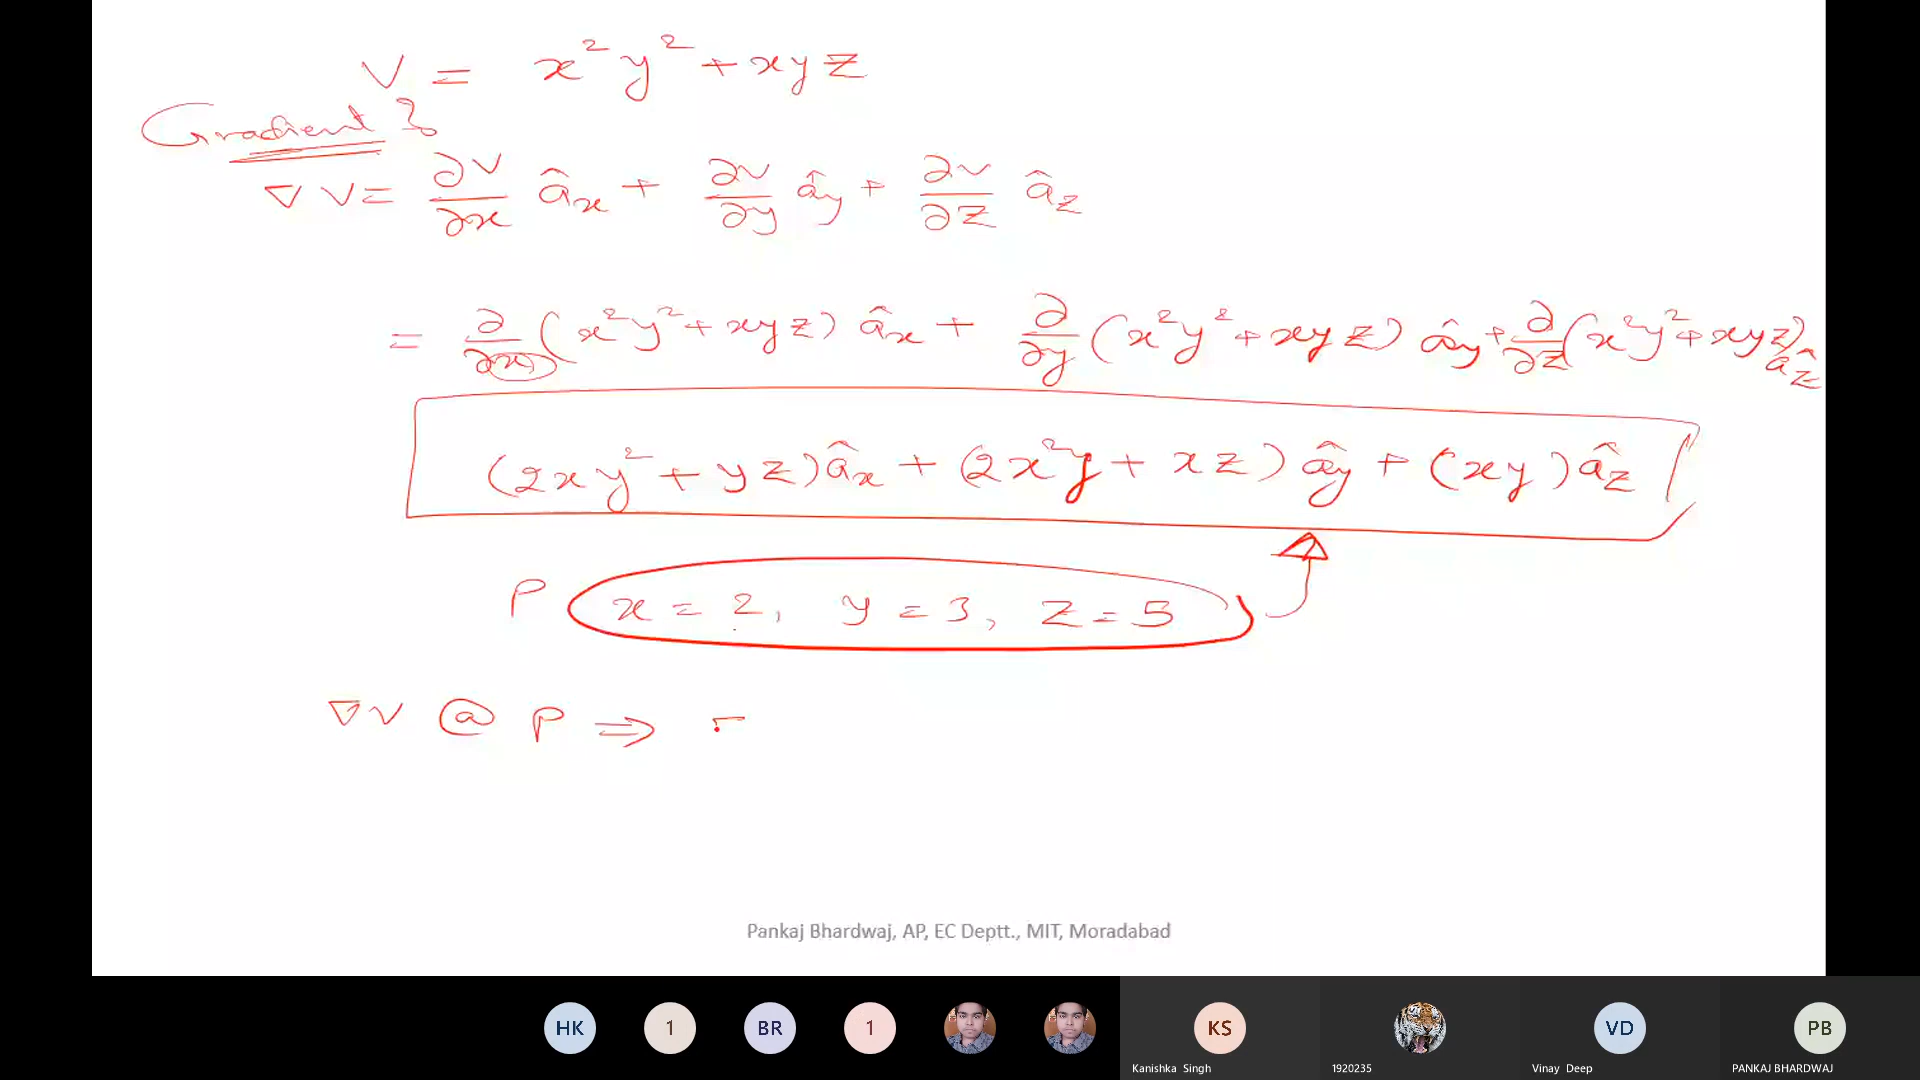 V = x² y² + xyz
Gradient ?
∇ V = ∂V/∂x âx + ∂V/∂y ây + ∂V/∂z âz
= ∂/∂x (x²y² + xyz) âx + ∂/∂y (x²y² + xyz) ây + ∂/∂z (x²y² + xyz) âz
(2xy² + yz) âx + (2x²y + xz) ây + (xy) âz
P x = 2, y = 3, z = 5
∇V @ P ⇒
Pankaj Bhardwaj, AP, EC Deptt., MIT, Moradabad
HK 1 BR 1 KS VD PB
Kanishka Singh 1920235 Vinay Deep PANKAJ BHARDWAJ